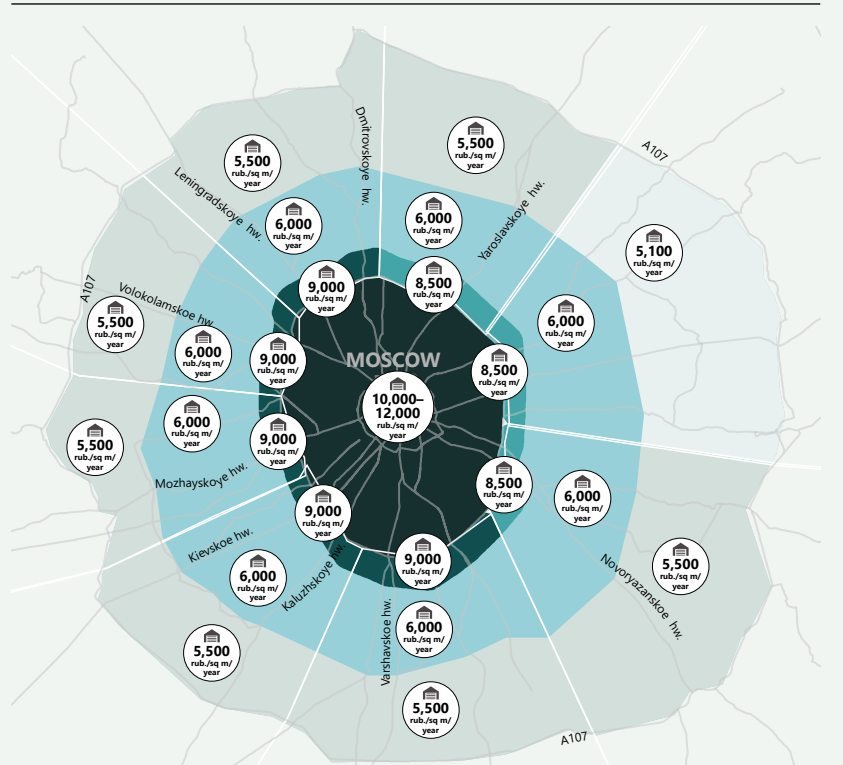 Dmitrovskoye hw.
5,500
rub./sq m/
year
A107
5,500
rub./sq m/
year
Leningradskoye hw.
6,000
rub./sq m/
year
6,000
rub./sq m/
year
Yaroslavskoye hw.
5,100
rub./sq m/
year
A107
9,000
rub./sq m/
year
8,500
rub./sq m/
year
Volokolamskoe hw.
5,500
rub./sq m/
year
6,000
rub./sq m/
year
6,000
rub./sq m/
year
9,000
rub./sq m/
year
MOSCOW
8,500
rub./sq m/
year
10,000–
12,000
rub./sq m/
year
6,000
rub./sq m/
year
5,500
rub./sq m/
year
9,000
rub./sq m/
year
Mozhayskoye hw.
8,500
rub./sq m/
year
6,000
rub./sq m/
year
9,000
rub./sq m/
year
Kievskoe hw.
9,000
rub./sq m/
year
5,500
rub./sq m/
year
Kaluzhskoye hw.
6,000
rub./sq m/
year
Novoryazanskoe hw.
Varshavskoe hw.
6,000
rub./sq m/
year
5,500
rub./sq m/
year
5,500
rub./sq m/
year
A107